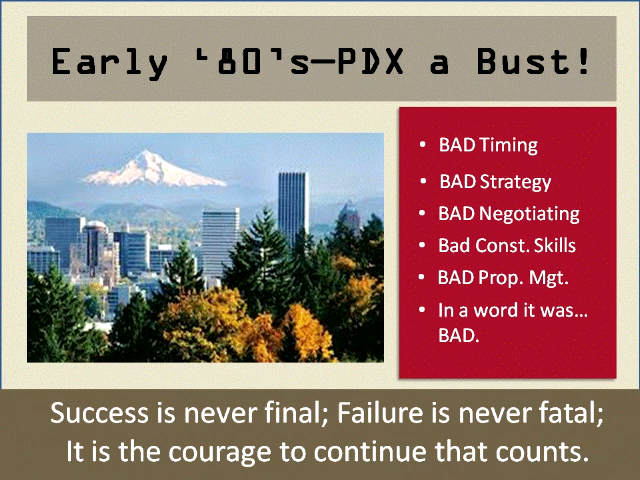 Early '80's—PDX a Bust!
• BAD Timing
• BAD Strategy
• BAD Negotiating
• Bad Const. Skills
• BAD Prop. Mgt.
• In a word it was…
BAD.
Success is never final; Failure is never fatal;
It is the courage to continue that counts.